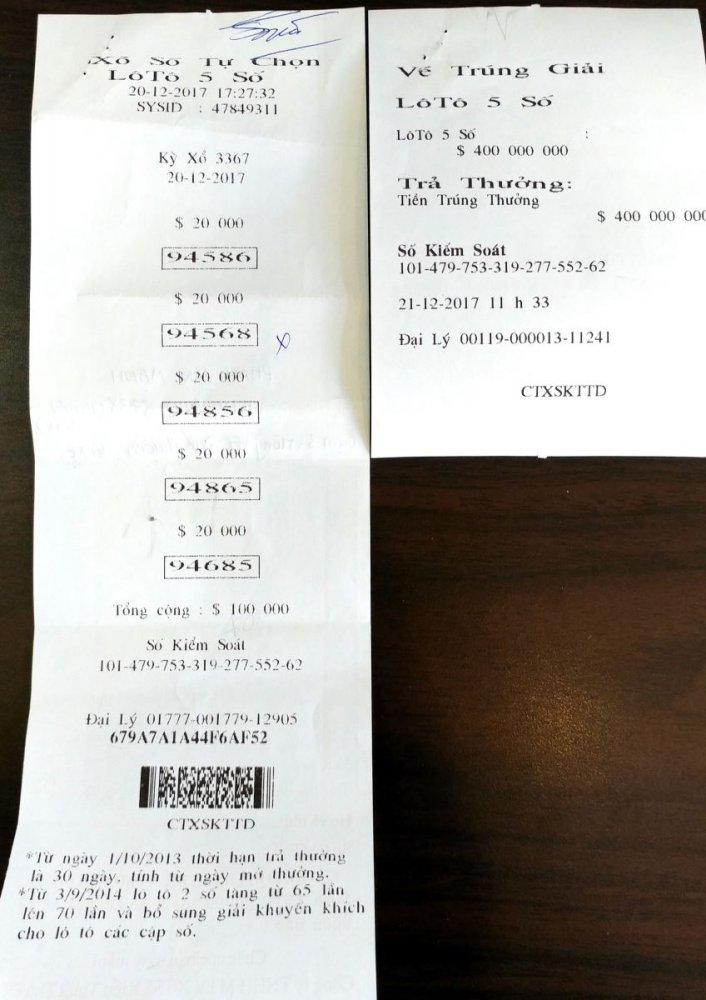 Xổ Số Tự Chọn
LôTô 5 Số
20-12-2017 17:27:32
SYSID : 47849311
Kỳ Xổ 3367
20-12-2017
$ 20 000
94586
$ 20 000
94568 x
$ 20 000
94856
$ 20 000
94865
$ 20 000
94685
Tổng cộng : $ 100 000
Số Kiểm Soát
101-479-753-319-277-552-62
Đại Lý 01777-001779-12905
679A7A1A44F6AF52
CTXSKTTD
*Từ ngày 1/10/2013 thời hạn trả thưởng
là 30 ngày, tính từ ngày mở thưởng.
*Từ 3/9/2014 lô tô 2 số tăng từ 65 lần
lên 70 lần và bổ sung giải khuyến khích
cho lô tô các cặp số.
Vé Trúng Giải
LôTô 5 Số
LôTô 5 Số :
$ 400 000 000
Trả Thưởng:
Tiền Trúng Thưởng
$ 400 000 000
Số Kiểm Soát
101-479-753-319-277-552-62
21-12-2017 11 h 33
Đại Lý 00119-000013-11241
CTXSKTTD